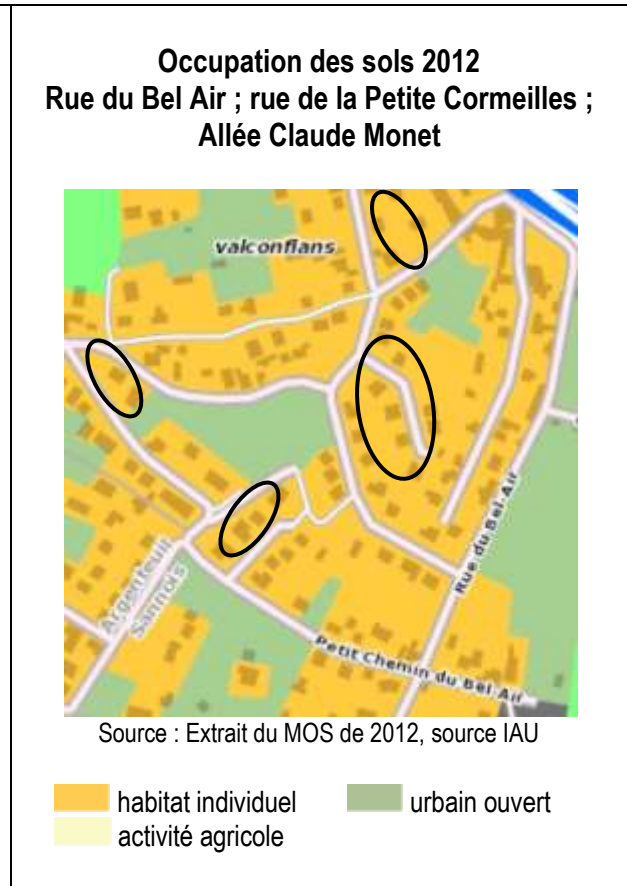 Occupation des sols 2012
Rue du Bel Air ; rue de la Petite Cormeilles ;
Allée Claude Monet
valconflans
Rue du Bel-Air
Argenteuil
Sannois
Petit Chemin du Bel-Air
Source : Extrait du MOS de 2012, source IAU
habitat individuel
urbain ouvert
activité agricole